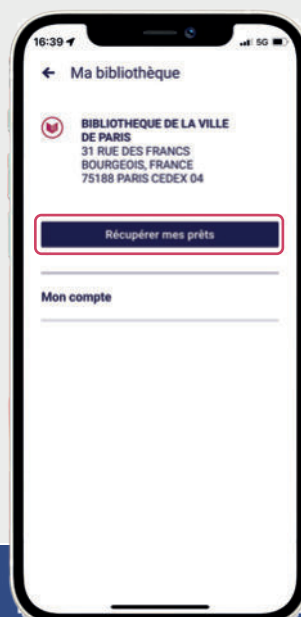 16:39
5G
← Ma bibliothèque
BIBLIOTHEQUE DE LA VILLE
DE PARIS
31 RUE DES FRANCS
BOURGEOIS, FRANCE
75188 PARIS CEDEX 04
Récupérer mes prêts
Mon compte